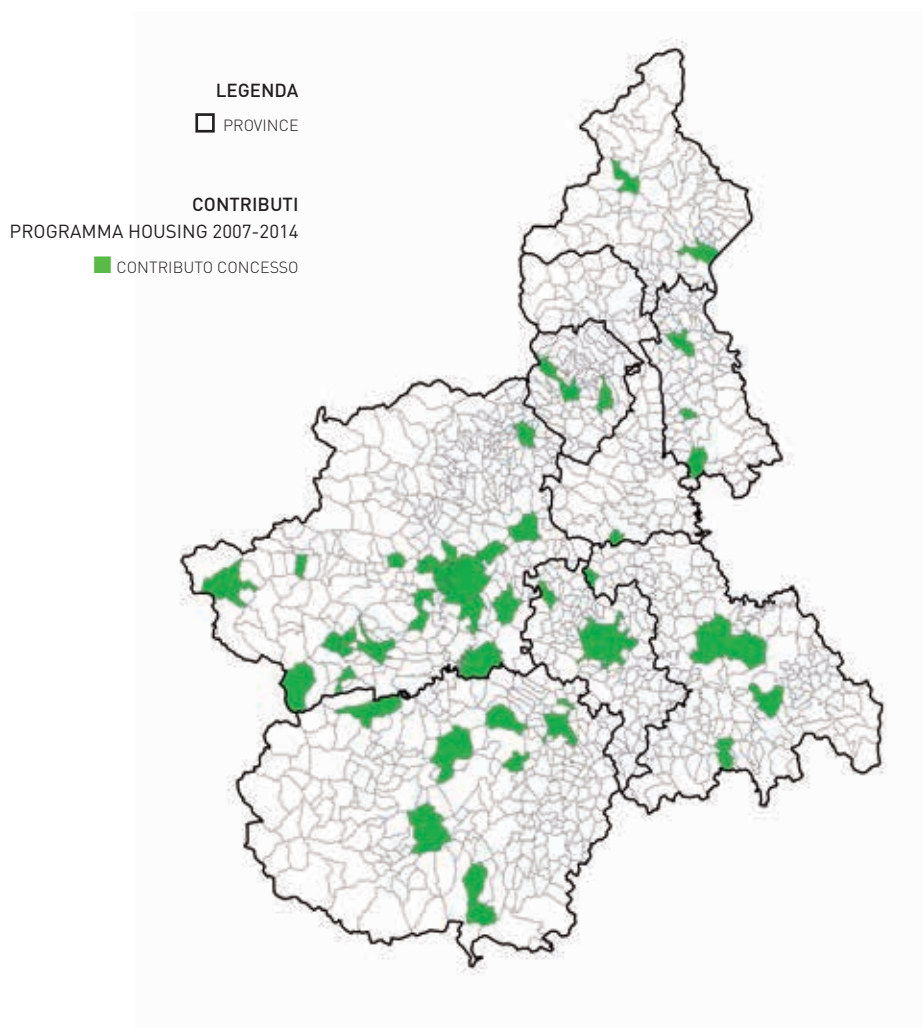 LEGENDA
PROVINCE
CONTRIBUTI
PROGRAMMA HOUSING 2007-2014
CONTRIBUTO CONCESSO